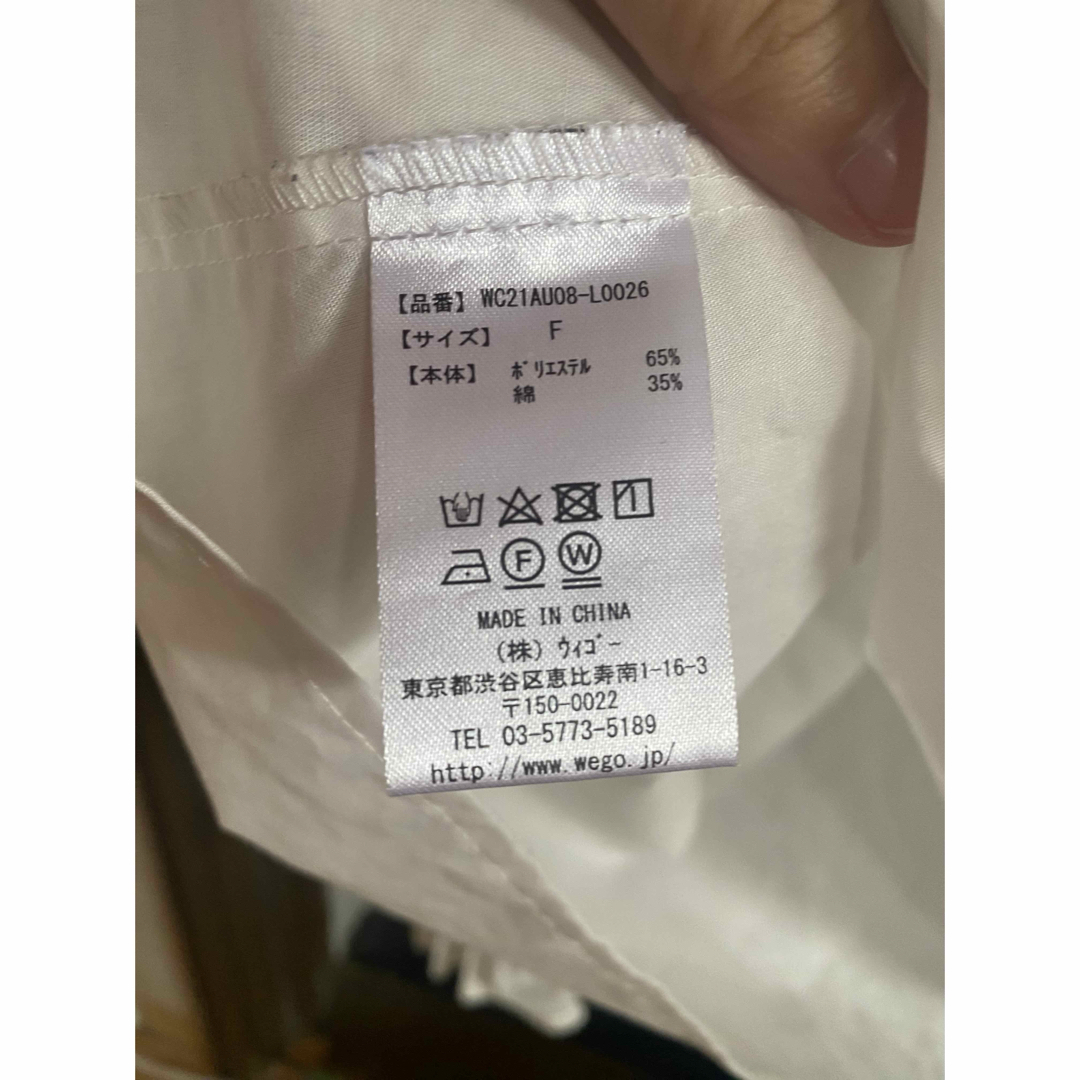 【品番】 WC21AU08-L0026
【サイズ】 F
【本体】 ﾎﾟﾘｴｽﾃﾙ 65%
綿 35%
F W
MADE IN CHINA
(株) ｳｨｺﾞｰ
東京都渋谷区恵比寿南1-16-3
〒150-0022
TEL 03-5773-5189
http://www.wego.jp/